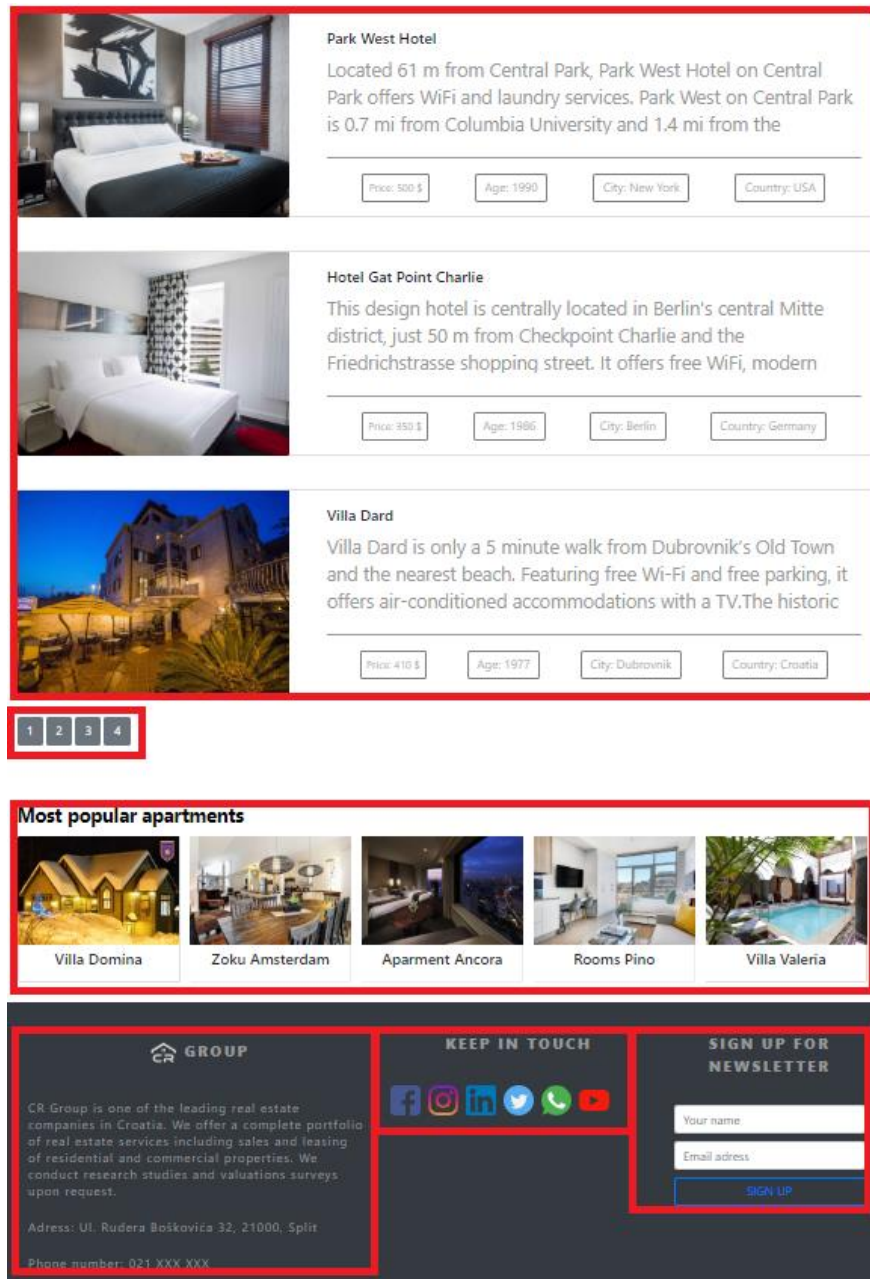 Park West Hotel
Located 61 m from Central Park, Park West Hotel on Central
Park offers WiFi and laundry services. Park West on Central Park
is 0.7 mi from Columbia University and 1.4 mi from the
Price: 500 $ Age: 1990 City: New York Country: USA
Hotel Gat Point Charlie
This design hotel is centrally located in Berlin's central Mitte
district, just 50 m from Checkpoint Charlie and the
Friedrichstrasse shopping street. It offers free WiFi, modern
Price: 350 $ Age: 1986 City: Berlin Country: Germany
Villa Dard
Villa Dard is only a 5 minute walk from Dubrovnik's Old Town
and the nearest beach. Featuring free Wi-Fi and free parking, it
offers air-conditioned accommodations with a TV.The historic
Price: 410 $ Age: 1977 City: Dubrovnik Country: Croatia
1 2 3 4
Most popular apartments
Villa Domina Zoku Amsterdam Aparment Ancora Rooms Pino Villa Valeria
CR GROUP
CR Group is one of the leading real estate
companies in Croatia. We offer a complete portfolio
of real estate services including sales and leasing
of residential and commercial properties. We
conduct research studies and valuations surveys
upon request.
Adress: Ul. Ruđera Boškovića 32, 21000, Split
Phone number: 021 XXX XXX
KEEP IN TOUCH
in
SIGN UP FOR
NEWSLETTER
Your name
Email adress
SIGN UP